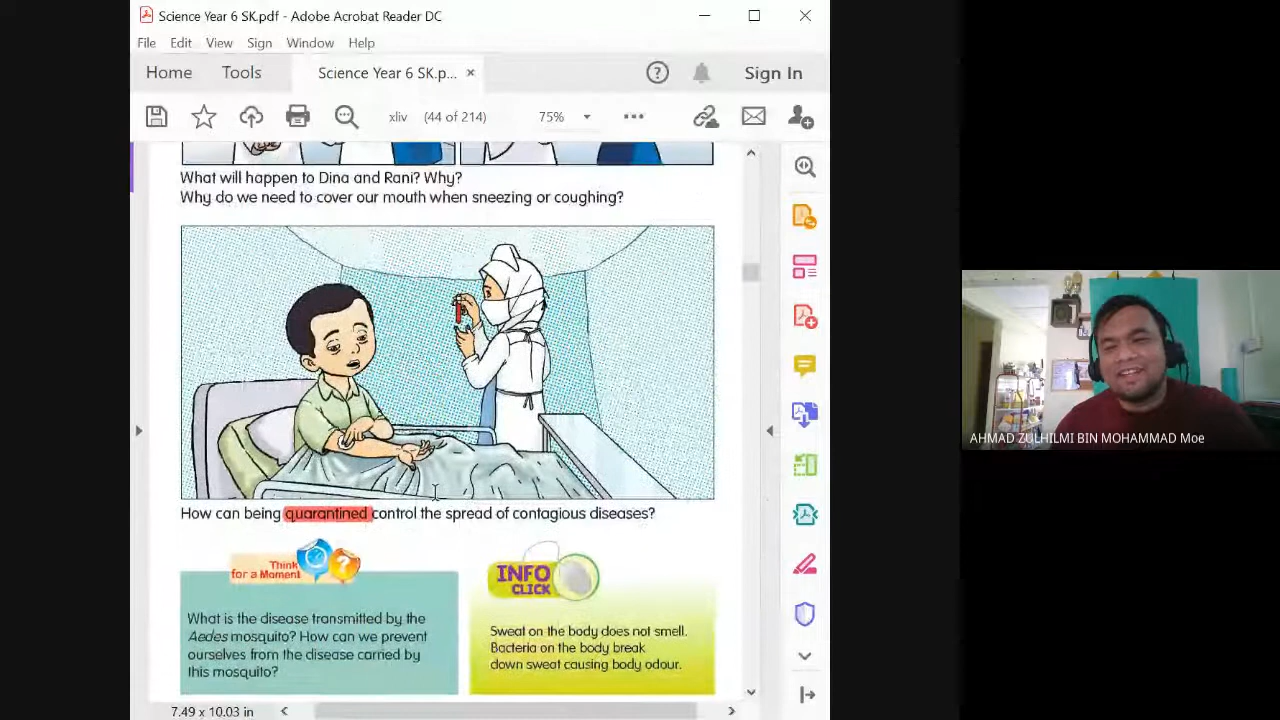 Science Year 6 SK.pdf - Adobe Acrobat Reader DC
File Edit View Sign Window Help
Home Tools Science Year 6 SK.p... × ? Sign In
xliv (44 of 214) 75%
What will happen to Dina and Rani? Why?
Why do we need to cover our mouth when sneezing or coughing?
AHMAD ZULHILMI BIN MOHAMMAD Moe
How can being quarantined control the spread of contagious diseases?
Think
for a Moment
?
What is the disease transmitted by the
Aedes mosquito? How can we prevent
ourselves from the disease carried by
this mosquito?
INFO
CLICK
Sweat on the body does not smell.
Bacteria on the body break
down sweat causing body odour.
7.49 x 10.03 in